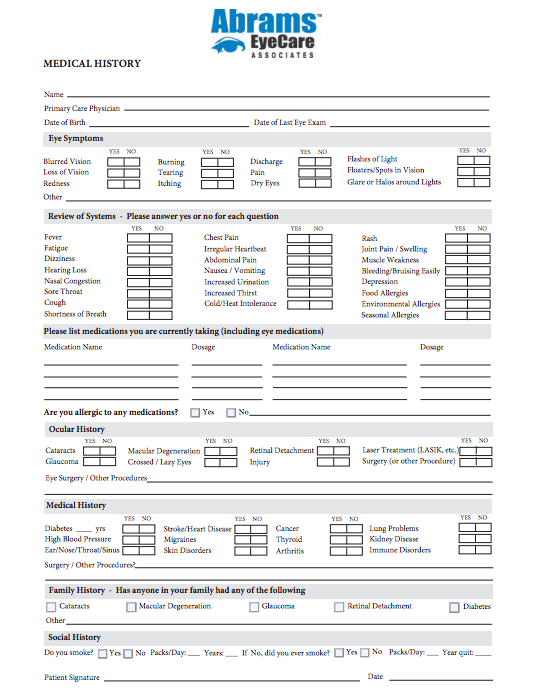 Abrams™
EyeCare
ASSOCIATES
MEDICAL HISTORY
Name
Primary Care Physician
Date of Birth Date of Last Eye Exam
Eye Symptoms
YES NO YES NO YES NO YES NO
Blurred Vision Burning Discharge Flashes of Light
Loss of Vision Tearing Pain Floaters/Spots in Vision
Redness Itching Dry Eyes Glare or Halos around Lights
Other
Review of Systems - Please answer yes or no for each question
YES NO YES NO YES NO
Fever Chest Pain Rash
Fatigue Irregular Heartbeat Joint Pain / Swelling
Dizziness Abdominal Pain Muscle Weakness
Hearing Loss Nausea / Vomiting Bleeding/Bruising Easily
Nasal Congestion Increased Urination Depression
Sore Throat Increased Thirst Food Allergies
Cough Cold/Heat Intolerance Environmental Allergies
Shortness of Breath Seasonal Allergies
Please list medications you are currently taking (including eye medications)
Medication Name Dosage Medication Name Dosage
Are you allergic to any medications? Yes No
Ocular History
YES NO YES NO YES NO YES NO
Cataracts Macular Degeneration Retinal Detachment Laser Treatment (LASIK, etc.)
Glaucoma Crossed / Lazy Eyes Injury Surgery (or other Procedure)
Eye Surgery / Other Procedures
Medical History
YES NO YES NO YES NO YES NO
Diabetes ____ yrs Stroke/Heart Disease Cancer Lung Problems
High Blood Pressure Migraines Thyroid Kidney Disease
Ear/Nose/Throat/Sinus Skin Disorders Arthritis Immune Disorders
Surgery / Other Procedures?
Family History - Has anyone in your family had any of the following
Cataracts Macular Degeneration Glaucoma Retinal Detachment Diabetes
Other
Social History
Do you smoke? Yes No Packs/Day: ___ Years: ___ If No, did you ever smoke? Yes No Packs/Day: ___ Year quit: ____
Patient Signature Date